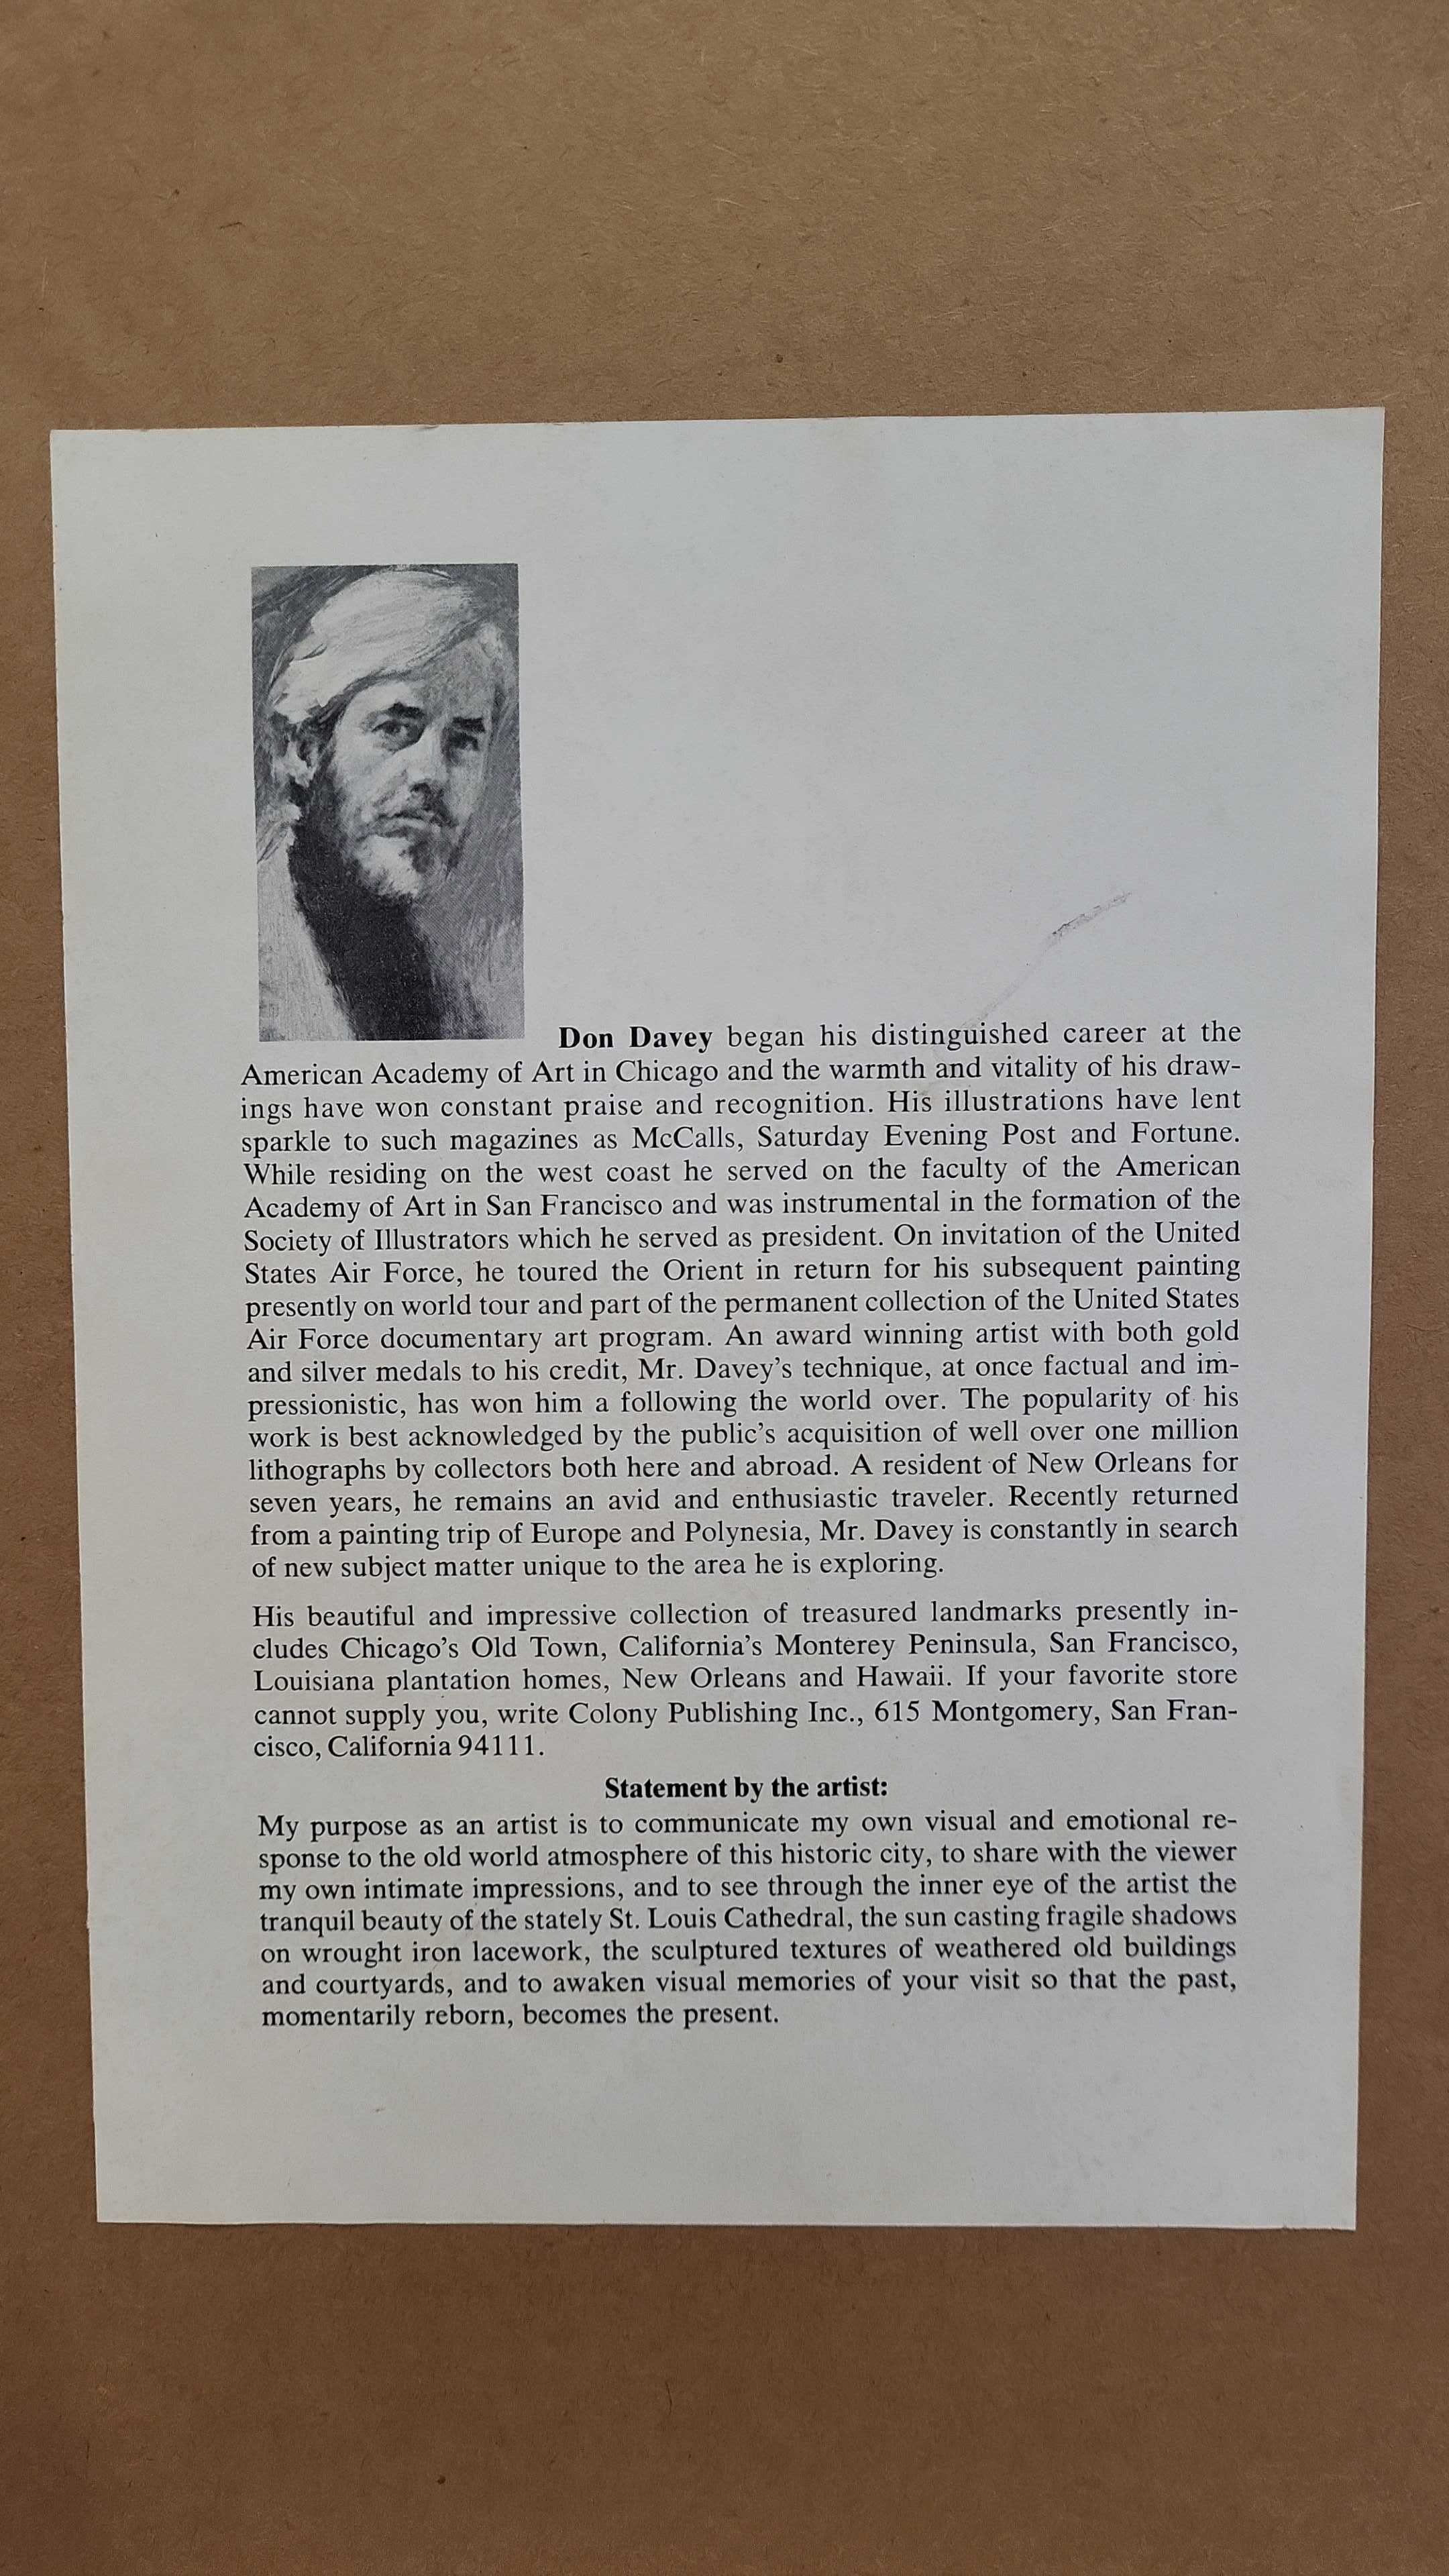 Don Davey began his distinguished career at the
American Academy of Art in Chicago and the warmth and vitality of his draw-
ings have won constant praise and recognition. His illustrations have lent
sparkle to such magazines as McCalls, Saturday Evening Post and Fortune.
While residing on the west coast he served on the faculty of the American
Academy of Art in San Francisco and was instrumental in the formation of the
Society of Illustrators which he served as president. On invitation of the United
States Air Force, he toured the Orient in return for his subsequent painting
presently on world tour and part of the permanent collection of the United States
Air Force documentary art program. An award winning artist with both gold
and silver medals to his credit, Mr. Davey's technique, at once factual and im-
pressionistic, has won him a following the world over. The popularity of his
work is best acknowledged by the public's acquisition of well over one million
lithographs by collectors both here and abroad. A resident of New Orleans for
seven years, he remains an avid and enthusiastic traveler. Recently returned
from a painting trip of Europe and Polynesia, Mr. Davey is constantly in search
of new subject matter unique to the area he is exploring.
His beautiful and impressive collection of treasured landmarks presently in-
cludes Chicago's Old Town, California's Monterey Peninsula, San Francisco,
Louisiana plantation homes, New Orleans and Hawaii. If your favorite store
cannot supply you, write Colony Publishing Inc., 615 Montgomery, San Fran-
cisco, California 94111.
Statement by the artist:
My purpose as an artist is to communicate my own visual and emotional re-
sponse to the old world atmosphere of this historic city, to share with the viewer
my own intimate impressions, and to see through the inner eye of the artist the
tranquil beauty of the stately St. Louis Cathedral, the sun casting fragile shadows
on wrought iron lacework, the sculptured textures of weathered old buildings
and courtyards, and to awaken visual memories of your visit so that the past,
momentarily reborn, becomes the present.